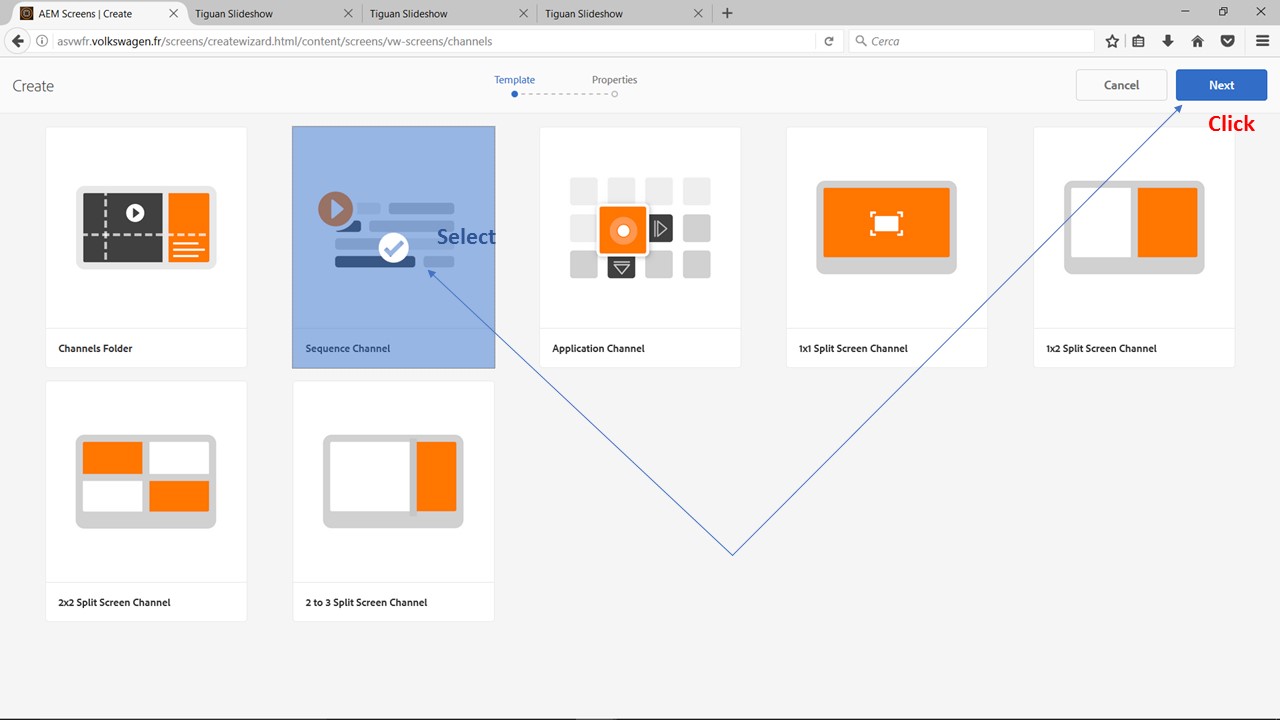 AEM Screens | Create
Tiguan Slideshow
Tiguan Slideshow
Tiguan Slideshow
asvwfr.volkswagen.fr/screens/createwizard.html/content/screens/vw-screens/channels
Cerca
Create
Template
Properties
Cancel
Next
Click
Select
Channels Folder
Sequence Channel
Application Channel
1x1 Split Screen Channel
1x2 Split Screen Channel
2x2 Split Screen Channel
2 to 3 Split Screen Channel